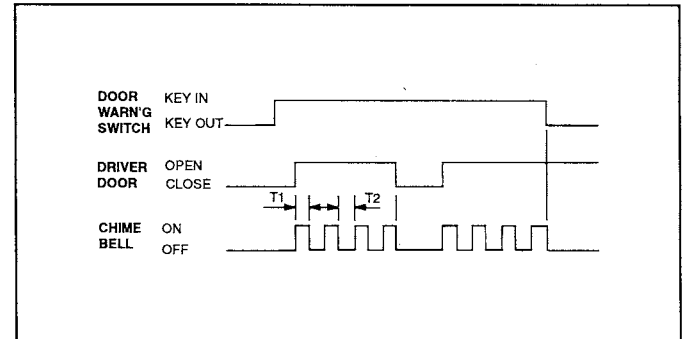 DOOR KEY IN
WARN'G
SWITCH KEY OUT
DRIVER OPEN
DOOR CLOSE
T1 T2
CHIME ON
BELL OFF